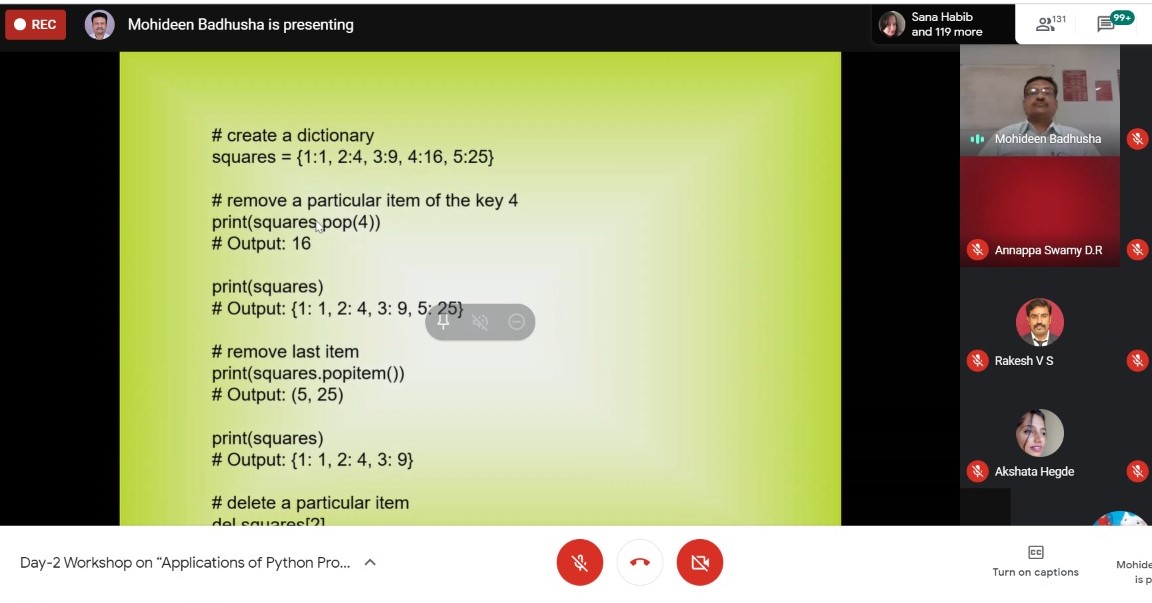 REC
Mohideen Badhusha is presenting
Sana Habib
and 119 more
131
99+
# create a dictionary
squares = {1:1, 2:4, 3:9, 4:16, 5:25}
# remove a particular item of the key 4
print(squares.pop(4))
# Output: 16
print(squares)
# Output: {1: 1, 2: 4, 3: 9, 5: 25}
# remove last item
print(squares.popitem())
# Output: (5, 25)
print(squares)
# Output: {1: 1, 2: 4, 3: 9}
# delete a particular item
del squares[2]
Mohideen Badhusha
Annappa Swamy D.R
Rakesh V S
Akshata Hegde
Day-2 Workshop on “Applications of Python Pro...
CC
Turn on captions
Mohide
is p